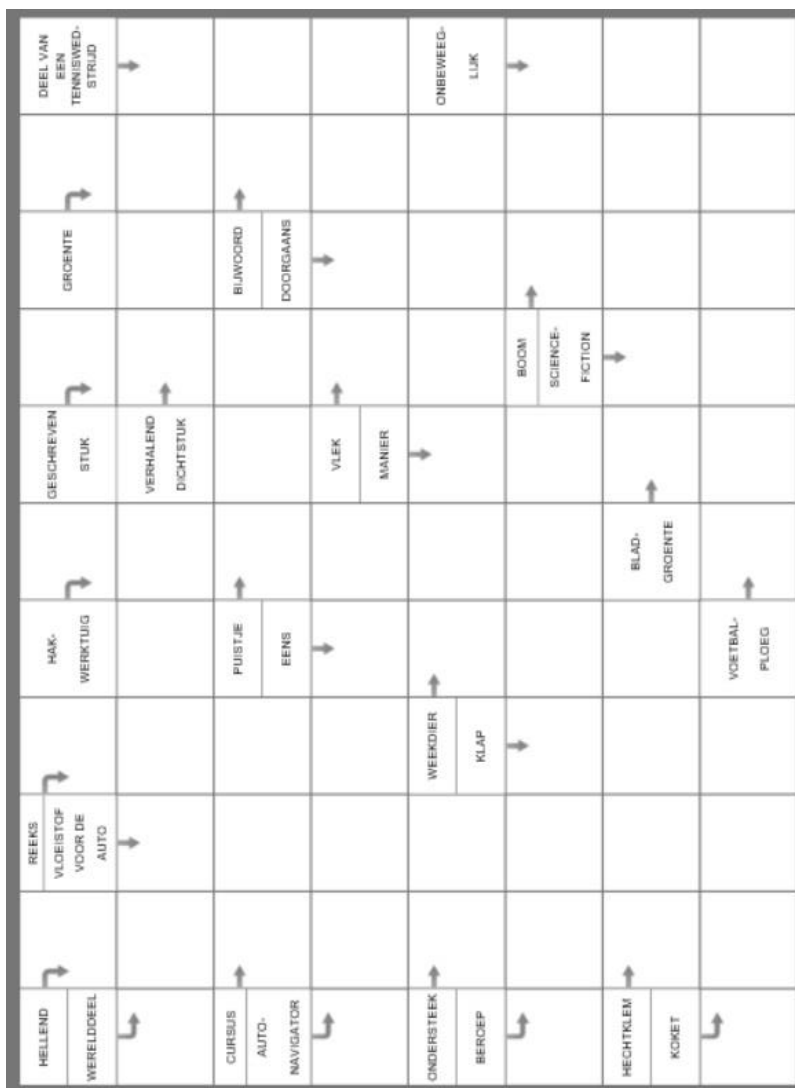 HELLEND
WERELDDEEL
REEKS
VLOEISTOF
VOOR DE
AUTO
HAK-
WERKTUIG
GESCHREVEN
STUK
GROENTE
DEEL VAN
EEN
TENNISWED-
STRIJD
VERHALEND
DICHTSTUK
CURSUS
AUTO-
NAVIGATOR
PUISTJE
EENS
BIJWOORD
DOORGAANS
VLEK
MANIER
ONDERSTEEK
BEROEP
WEEKDIER
KLAP
ONBEWEEG-
LIJK
BOOM
SCIENCE-
FICTION
HECHTKLEM
KOKET
BLAD-
GROENTE
VOETBAL-
PLOEG